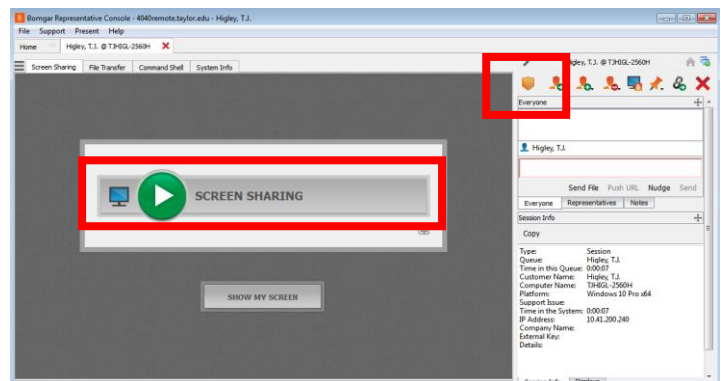 Bomgar Representative Console - 4040remote.taylor.edu - Higley, T.J.
File Support Present Help
Home Higley, T.J. @ TJHIGL-2560H
Screen Sharing File Transfer Command Shell System Info
Higley, T.J. @ TJHIGL-2560H
Everyone
Higley, T.J.
SCREEN SHARING
Send File Push URL Nudge Send
Everyone Representatives Notes
Session Info
Copy
Type: Session
Queue: Higley, T.J.
Time in this Queue: 0:00:07
Customer Name: Higley, T.J.
Computer Name: TJHIGL-2560H
Platform: Windows 10 Pro x64
Support Issue:
Time in the System: 0:00:07
IP Address: 10.41.200.240
Company Name:
External Key:
Details:
SHOW MY SCREEN